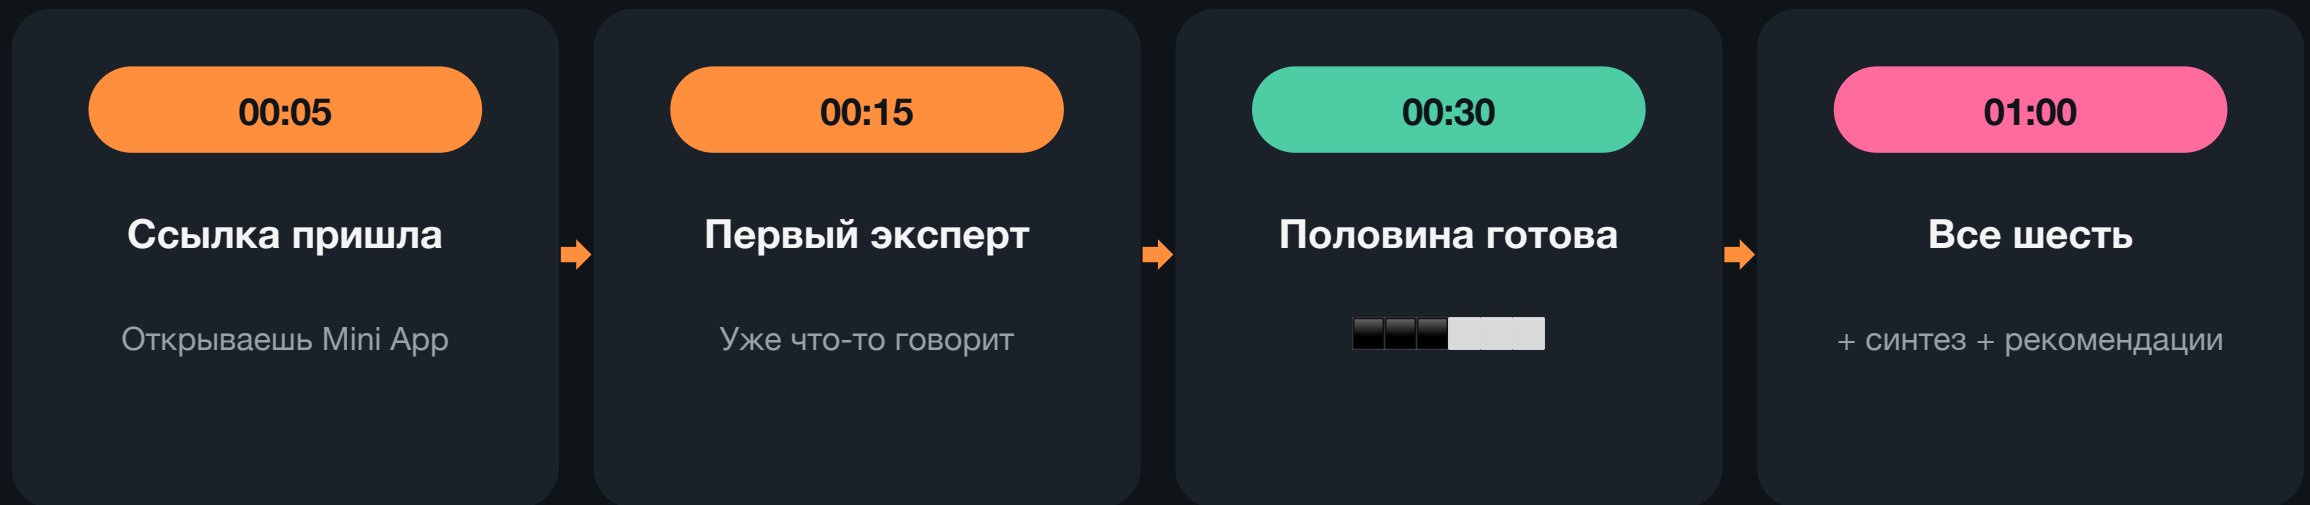 00:05
Ссылка пришла
Открываешь Mini App
00:15
Первый эксперт
Уже что-то говорит
00:30
Половина готова
01:00
Все шесть
+ синтез + рекомендации